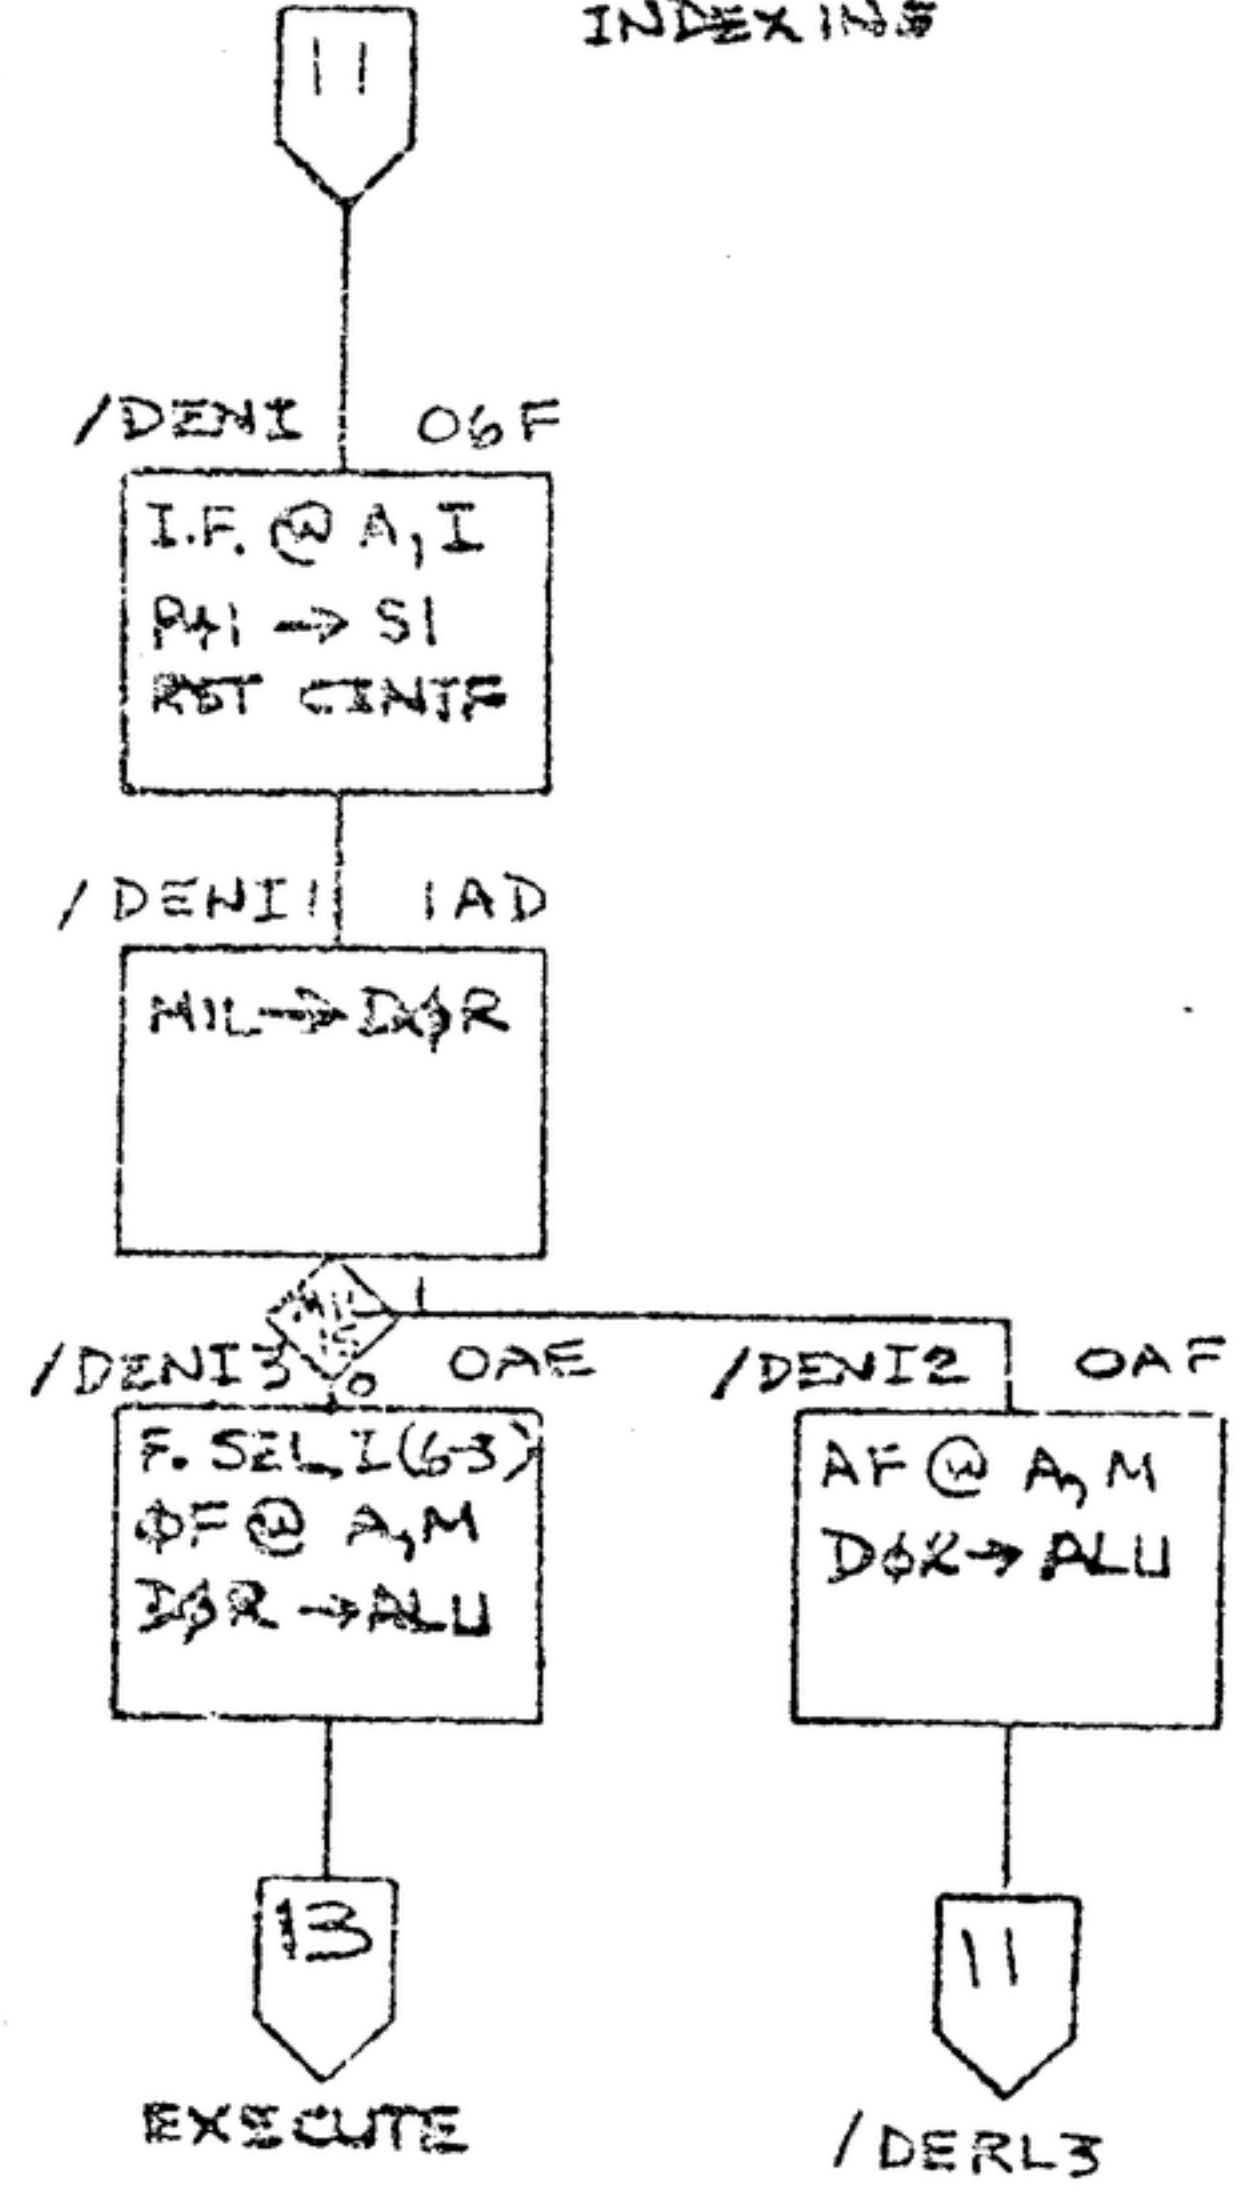 INDEXING
11
/DENI 06F
I.F. @ A, I
P+1 → S1
RST CINTF
/DENI1 1AD
MIL → DØR
1
/DENI3 0AE
0
F. SEL I(6-3)
ØF @ A, M
DØR → ALU
/DENI2 0AF
AF @ A, M
DØR → ALU
13
EXECUTE
11
/DERL3